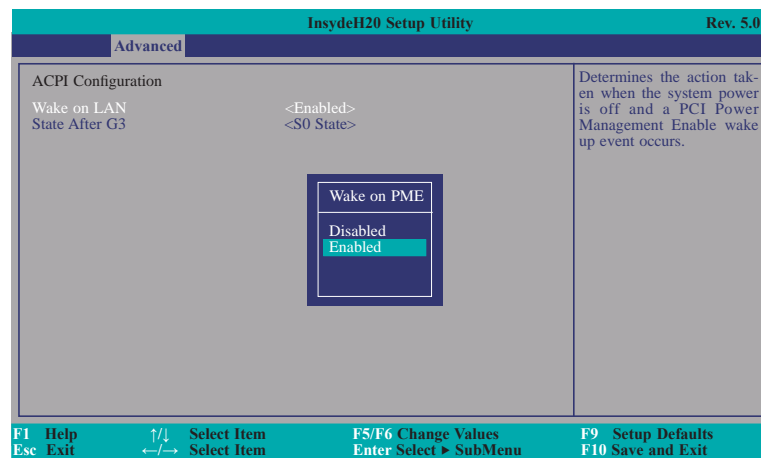 InsydeH20 Setup Utility Rev. 5.0
Advanced
ACPI Configuration
Wake on LAN <Enabled>
State After G3 <S0 State>
Determines the action tak-
en when the system power
is off and a PCI Power
Management Enable wake
up event occurs.
Wake on PME
Disabled
Enabled
F1 Help ↑/↓ Select Item F5/F6 Change Values F9 Setup Defaults
Esc Exit ←/→ Select Item Enter Select ► SubMenu F10 Save and Exit